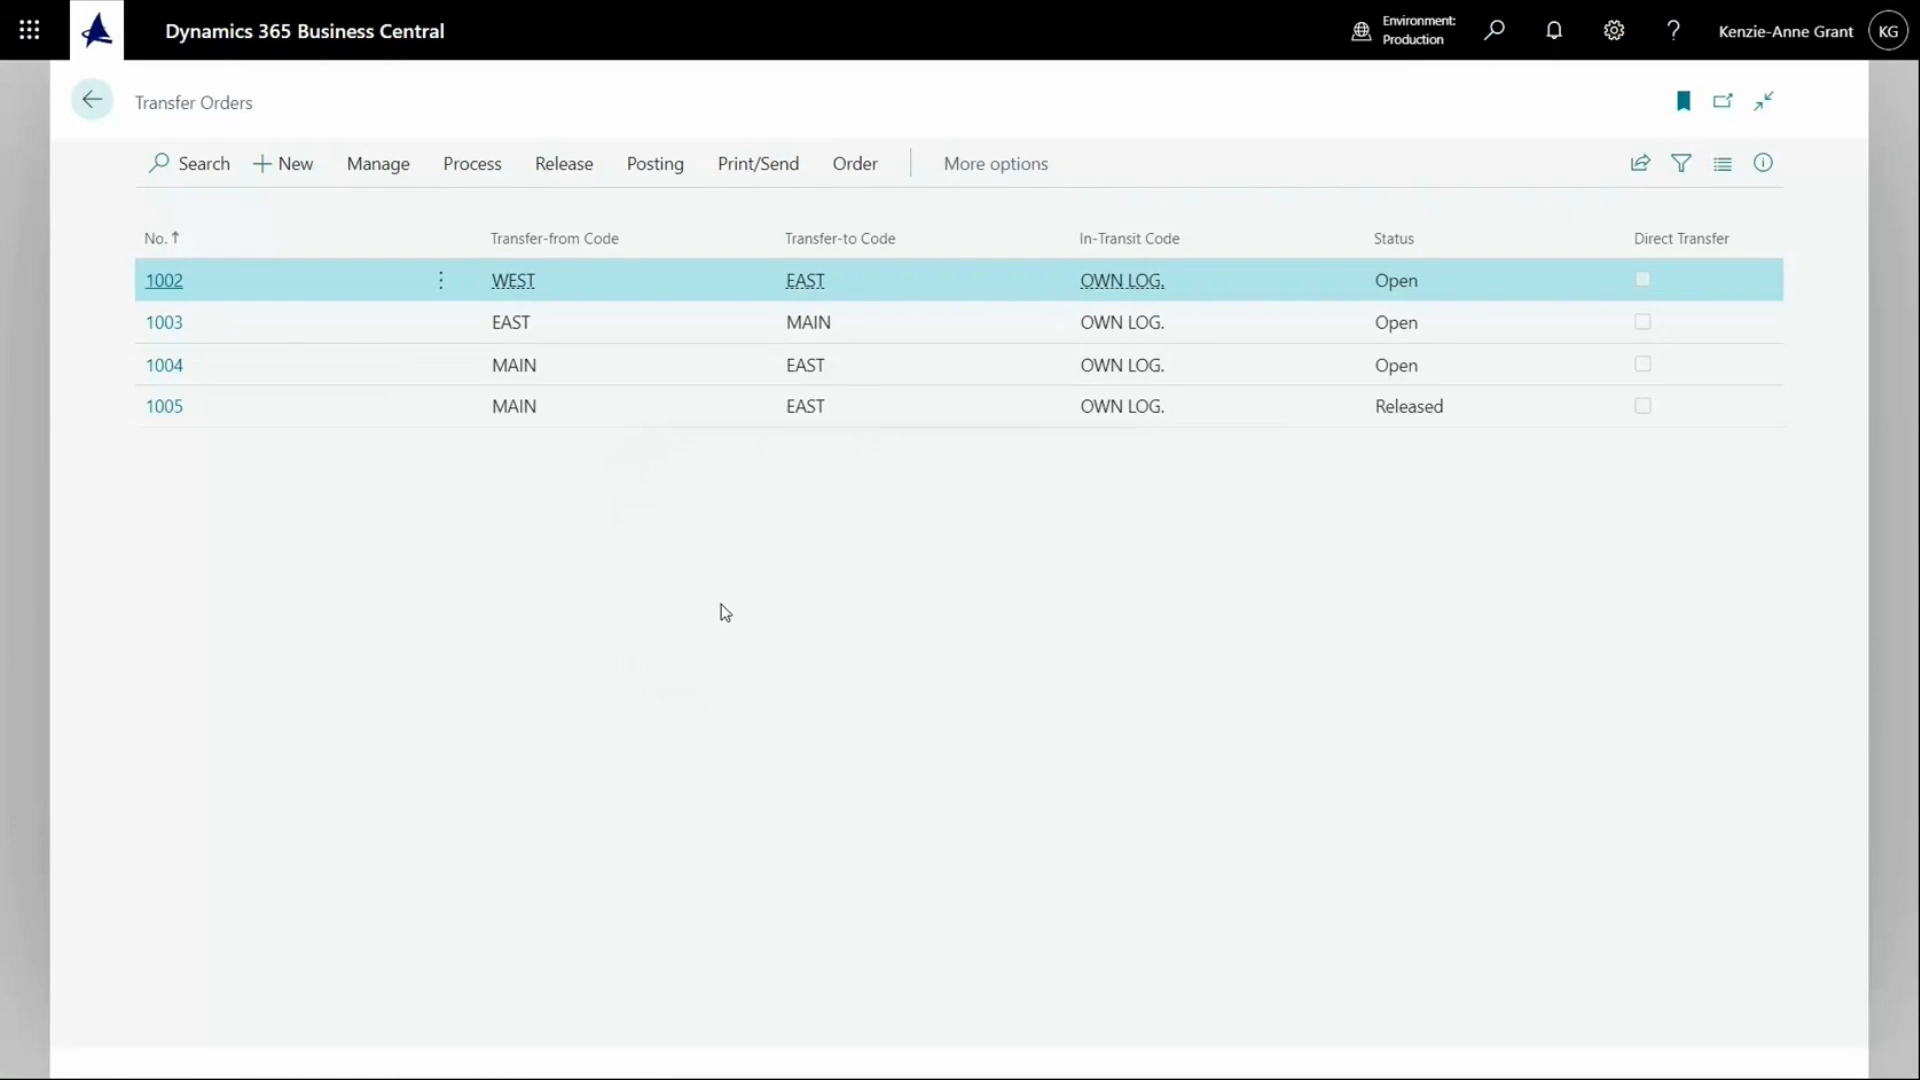 Dynamics 365 Business Central
Environment:
Production
?
Kenzie-Anne Grant
KG
Transfer Orders
Search
New
Manage
Process
Release
Posting
Print/Send
Order
More options
No. ↑
Transfer-from Code
Transfer-to Code
In-Transit Code
Status
Direct Transfer
1002 WEST EAST OWN LOG. Open
1003 EAST MAIN OWN LOG. Open
1004 MAIN EAST OWN LOG. Open
1005 MAIN EAST OWN LOG. Released